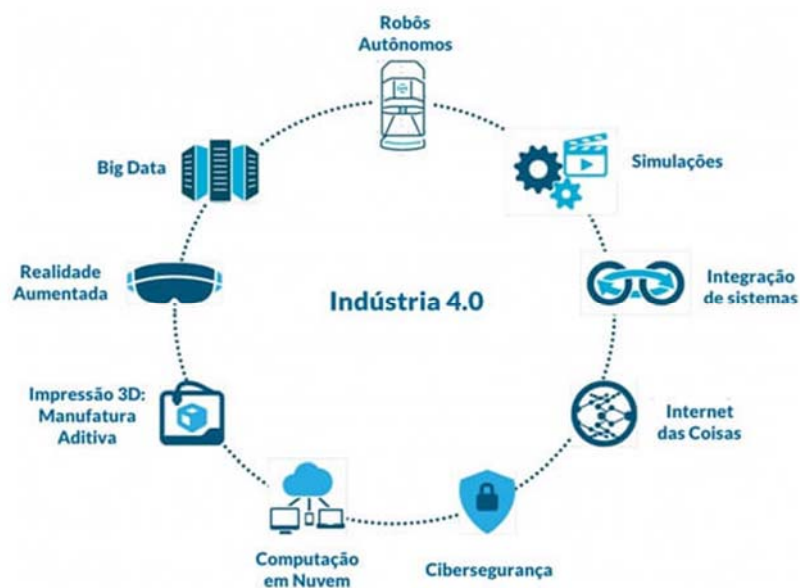 Robôs
Autônomos
Big Data
Simulações
Realidade
Aumentada
Indústria 4.0
Integração
de sistemas
Impressão 3D:
Manufatura
Aditiva
Internet
das Coisas
Computação
em Nuvem
Cibersegurança